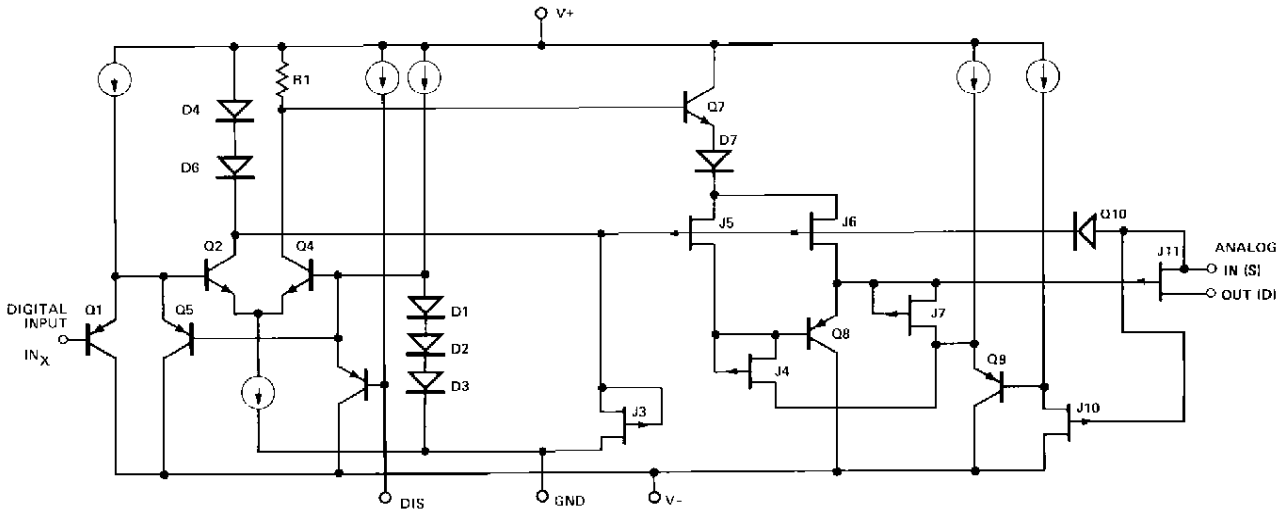 V+
R1
D4
Q7
D7
D6
J5
J6
Q10
J11
ANALOG
IN (S)
OUT (D)
Q2
Q4
DIGITAL
INPUT
INX
Q1
Q5
D1
D2
D3
J7
Q8
J4
Q9
J3
J10
DIS
GND
V-